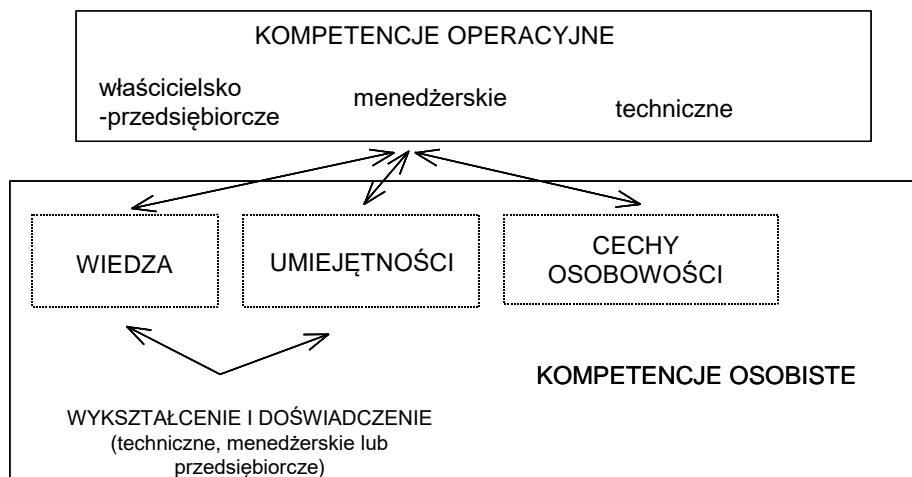 KOMPETENCJE OPERACYJNE
właścicielsko
-przedsiębiorcze
menedżerskie
techniczne
WIEDZA
UMIEJĘTNOŚCI
CECHY
OSOBOWOŚCI
KOMPETENCJE OSOBISTE
WYKSZTAŁCENIE I DOŚWIADCZENIE
(techniczne, menedżerskie lub
przedsiębiorcze)